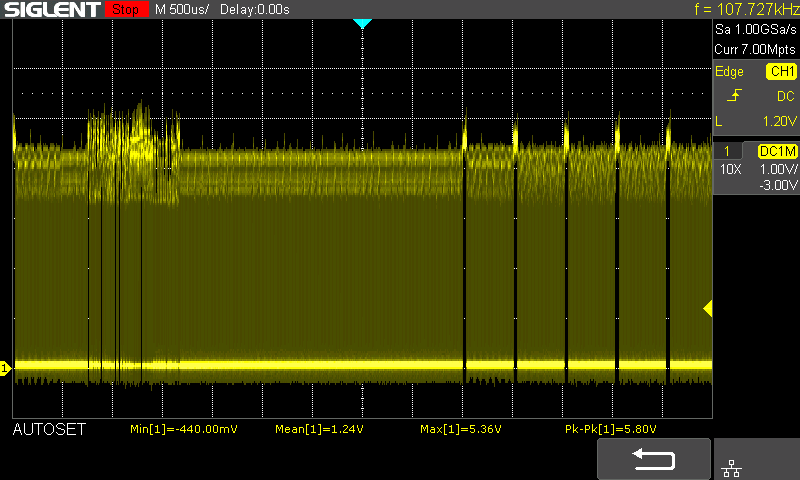 SIGLENT Stop M 500us/ Delay:0.00s f = 107.727kHz
Sa 1.00GSa/s
Curr 7.00Mpts
Edge CH1
DC
L 1.20V
1 DC1M
10X 1.00V/
-3.00V
1
AUTOSET Min[1]=-440.00mV Mean[1]=1.24V Max[1]=5.36V Pk-Pk[1]=5.80V